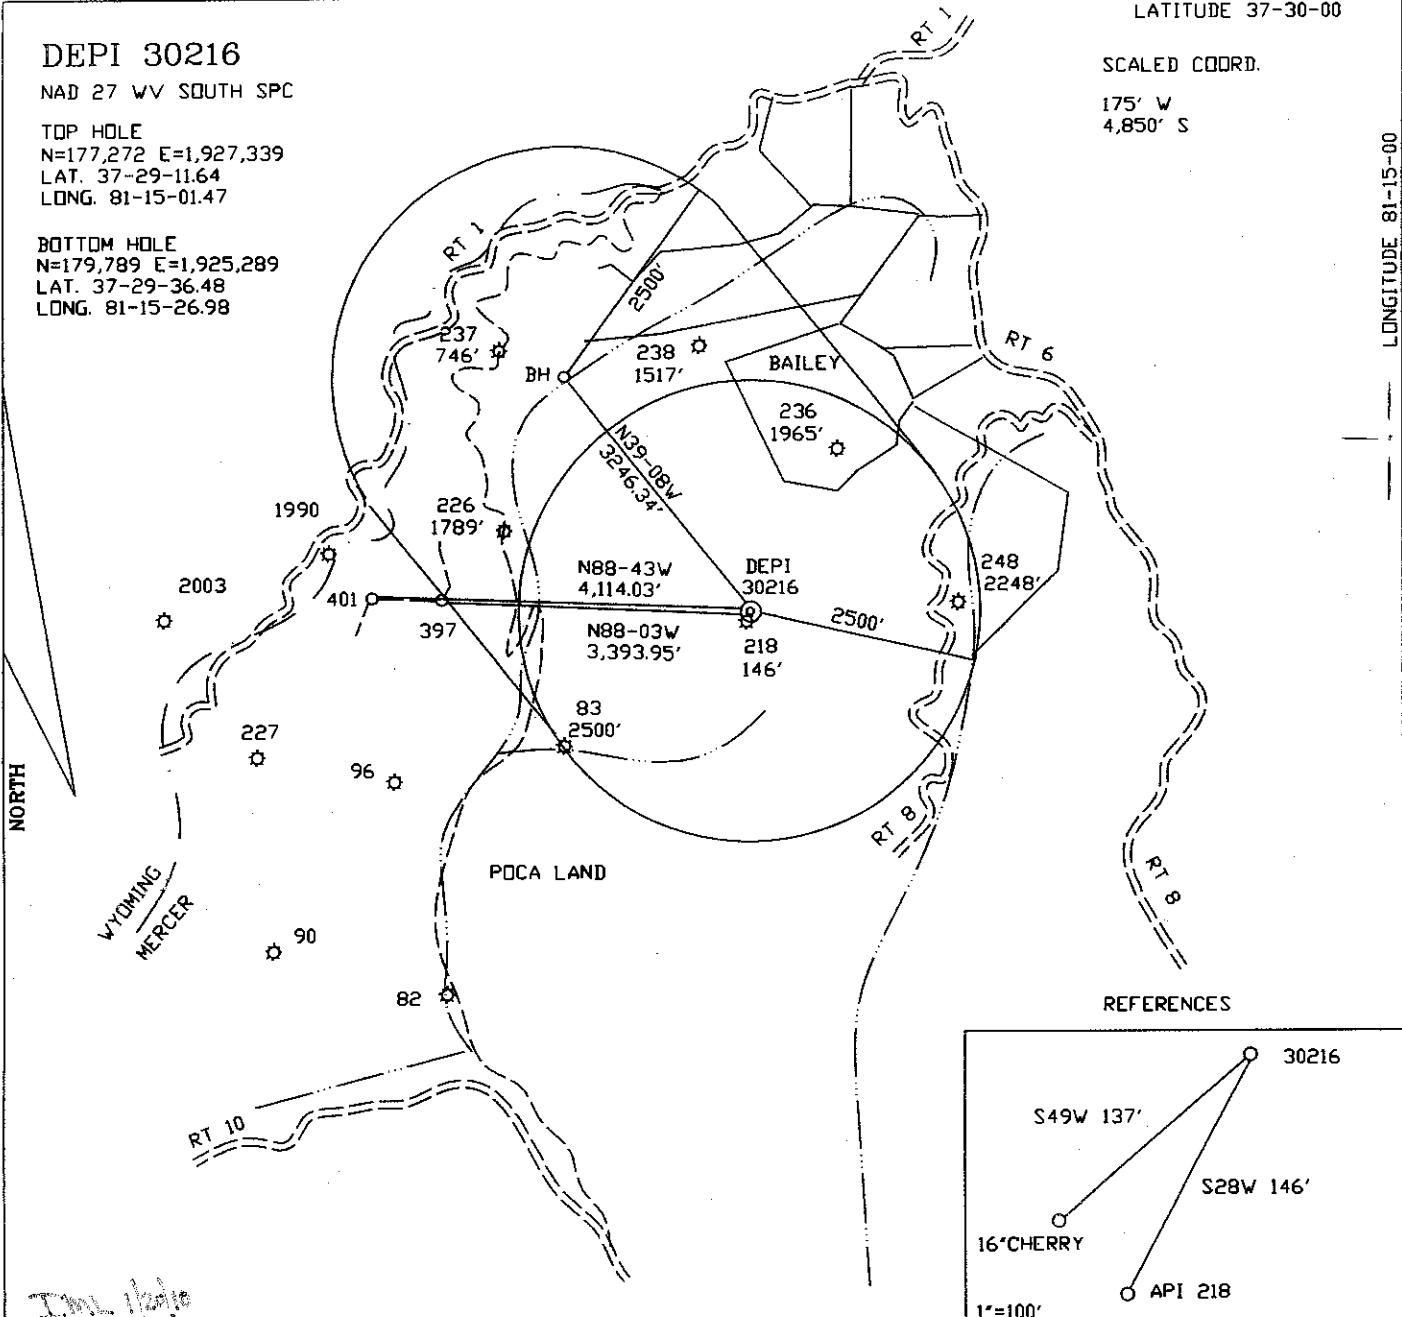 LATITUDE 37-30-00
DEPI 30216
NAD 27 WV SOUTH SPC
TOP HOLE
N=177,272 E=1,927,339
LAT. 37-29-11.64
LONG. 81-15-01.47
BOTTOM HOLE
N=179,789 E=1,925,289
LAT. 37-29-36.48
LONG. 81-15-26.98
SCALED COORD.
175' W
4,850' S
LONGITUDE 81-15-00
RT 1
RT 1
2500'
237
746'
BH
238
1517'
BAILEY
RT 6
236
1965'
N39-08W
3246.34'
1990
226
1789'
2003
401
397
N88-43W
4,114.03'
DEPI
30216
N88-03W
3,393.95'
218
146'
2500'
248
2248'
83
2500'
227
96
NORTH
POCA LAND
RT 8
RT 8
WYOMING
MERCER
90
82
RT 10
REFERENCES
30216
S49W 137'
S28W 146'
16"CHERRY
API 218
1"=100'